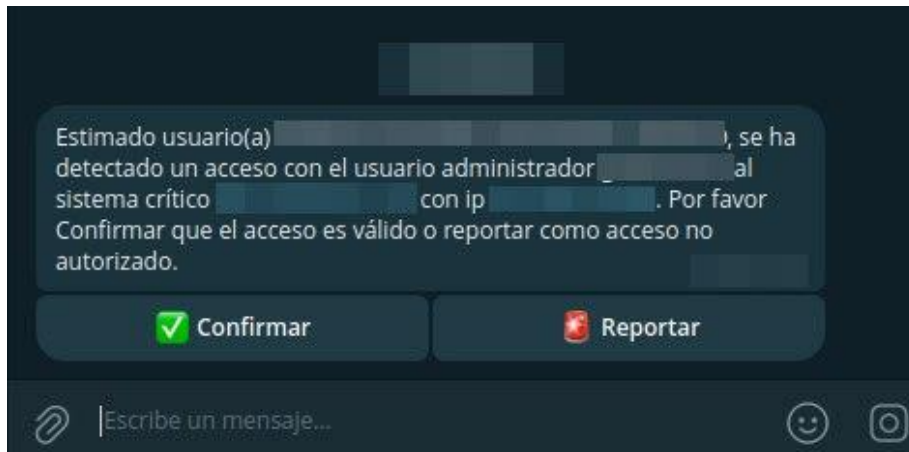 Estimado usuario(a) , se ha
detectado un acceso con el usuario administrador al
sistema crítico con ip . Por favor
Confirmar que el acceso es válido o reportar como acceso no
autorizado.
Confirmar
Reportar
Escribe un mensaje...